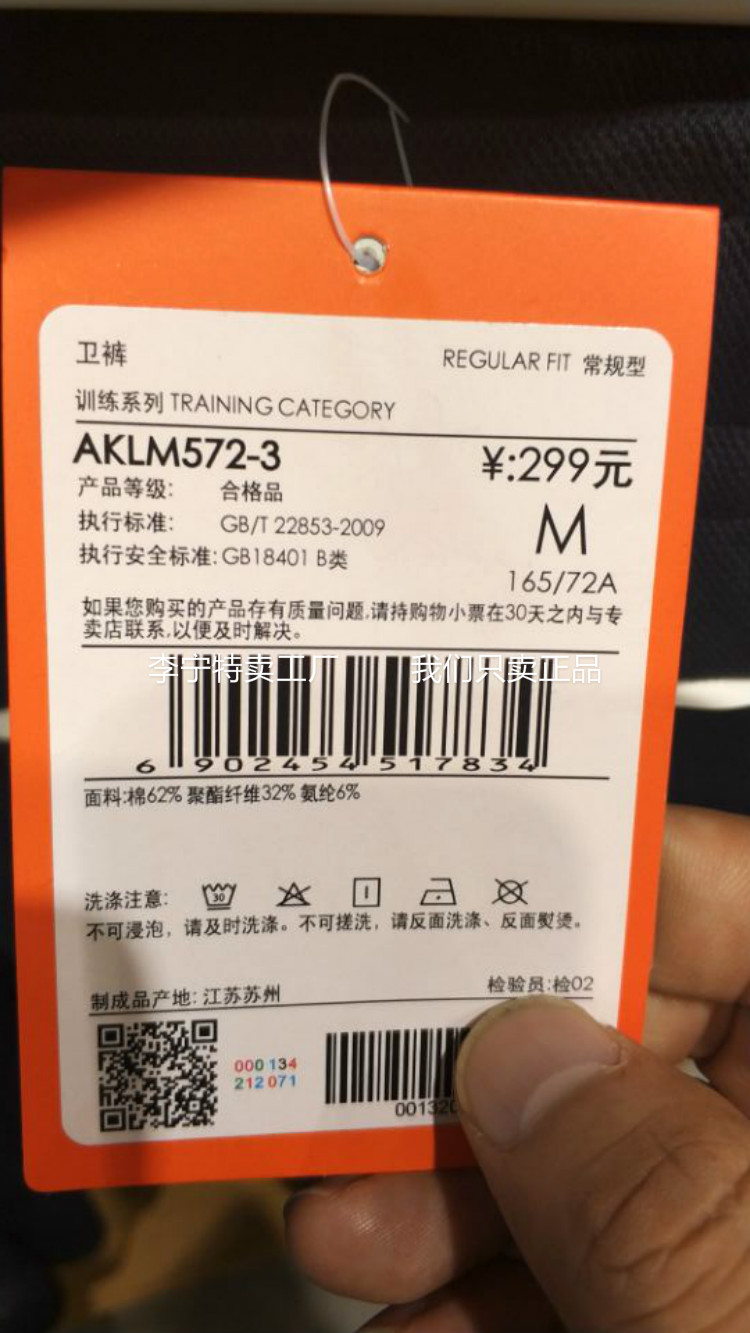 卫裤
REGULAR FIT 常规型
训练系列 TRAINING CATEGORY
AKLM572-3
¥:299元
产品等级: 合格品
执行标准: GB/T 22853-2009
M
执行安全标准:GB18401 B类
165/72A
如果您购买的产品存有质量问题,请持购物小票在30天之内与专
卖店联系,以便及时解决。
李宁特卖工厂 我们只卖正品
6 902454 517834
面料:棉62% 聚酯纤维32% 氨纶6%
洗涤注意: 30
不可浸泡，请及时洗涤。不可搓洗，请反面洗涤、反面熨烫。
制成品产地: 江苏苏州
检验员:检02
000 134
212 071
001320